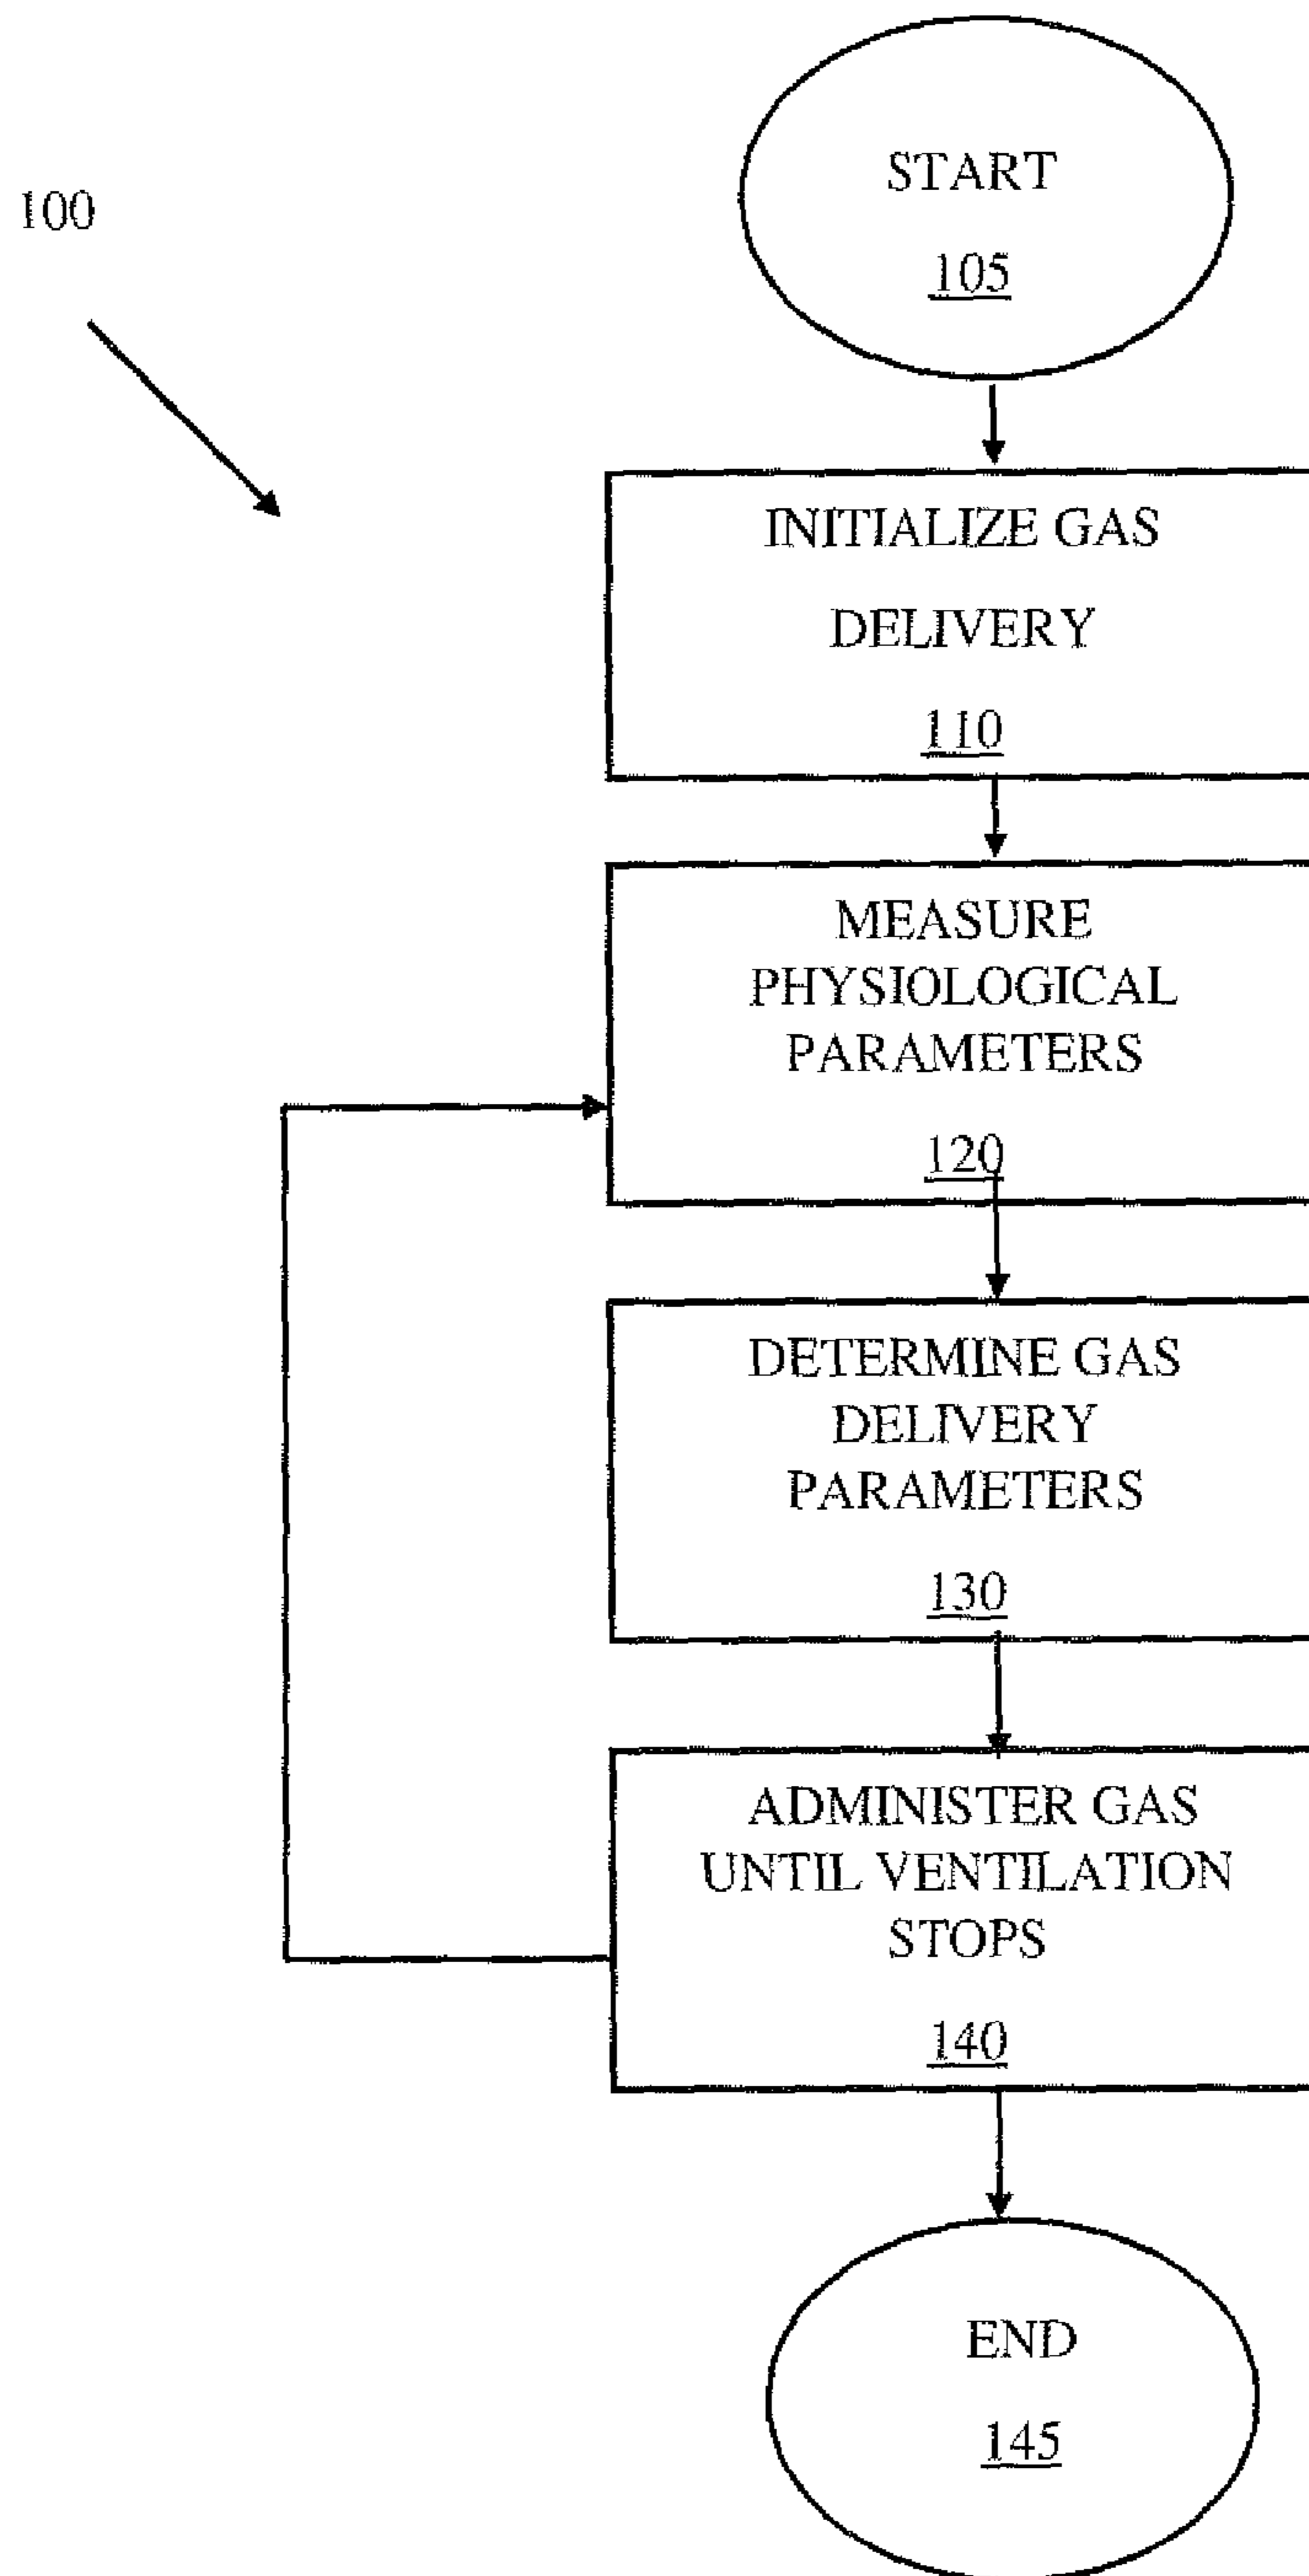 START
105
100
INITIALIZE GAS
DELIVERY
110
MEASURE
PHYSIOLOGICAL
PARAMETERS
120
DETERMINE GAS
DELIVERY
PARAMETERS
130
ADMINISTER GAS
UNTIL VENTILATION
STOPS
140
END
145